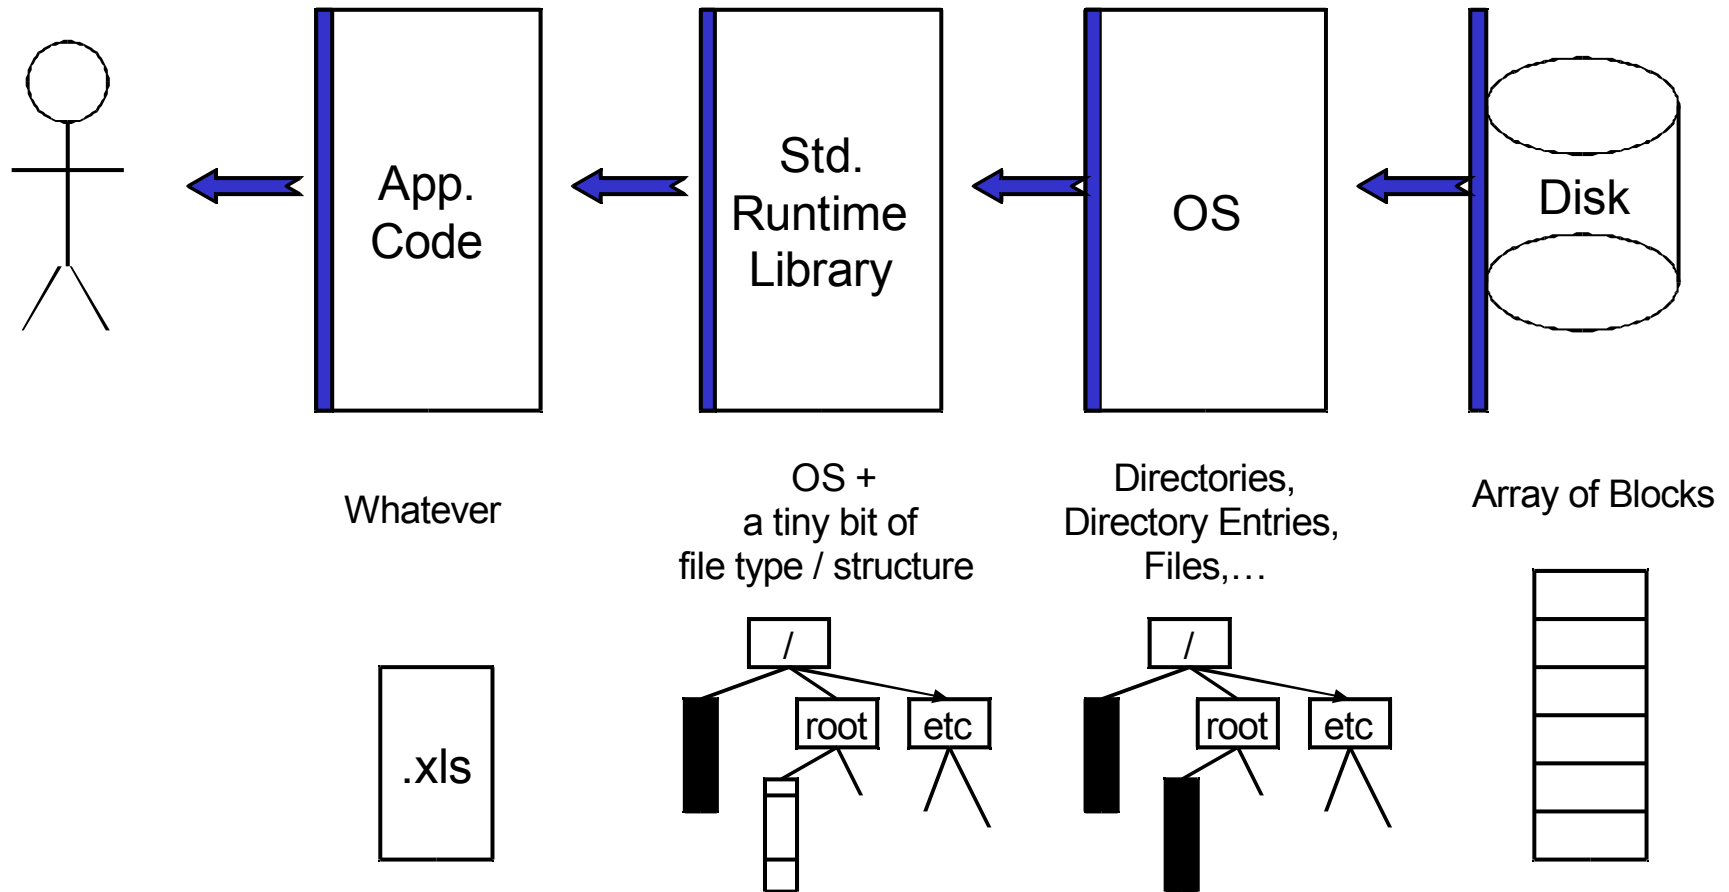 App.
Code
Std.
Runtime
Library
OS
Disk
Whatever
OS +
a tiny bit of
file type / structure
Directories,
Directory Entries,
Files,…
Array of Blocks
.xls
/
root
etc
/
root
etc